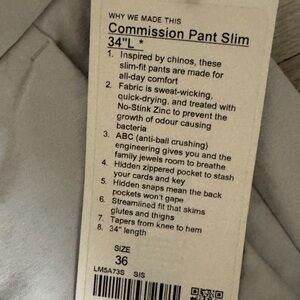 WHY WE MADE THIS
Commission Pant Slim
34"L *
1. Inspired by chinos, these
slim-fit pants are made for
all-day comfort
2. Fabric is sweat-wicking,
quick-drying, and treated with
No-Stink Zinc to prevent the
growth of odour causing
bacteria
3. ABC (anti-ball crushing)
engineering gives you and the
family jewels room to breathe
4. Hidden zippered pocket to stash
your cards and key
5. Hidden snaps mean the back
pockets won't gape
6. Streamlined fit that skims
glutes and thighs
7. Tapers from knee to hem
8. 34" length
SIZE
36
LM5A73S SIS